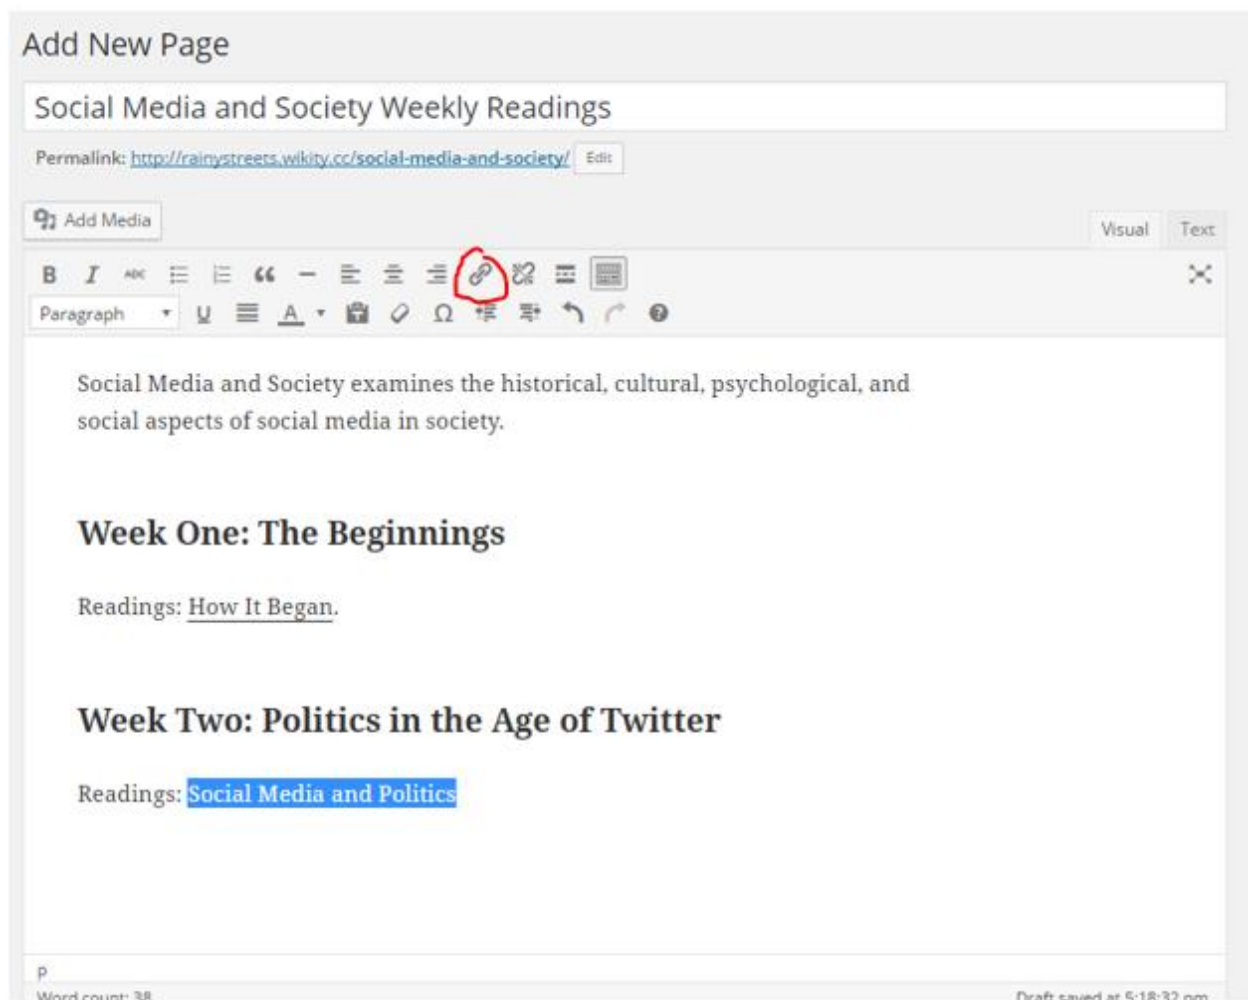 Add New Page
Social Media and Society Weekly Readings
Permalink: http://rainystreets.wikity.cc/social-media-and-society/ Edit
Add Media
Visual Text
B I ABC
Paragraph U A Ω
Social Media and Society examines the historical, cultural, psychological, and
social aspects of social media in society.
Week One: The Beginnings
Readings: How It Began.
Week Two: Politics in the Age of Twitter
Readings: Social Media and Politics
p
Word count: 38 Draft saved at 5:18:32 pm